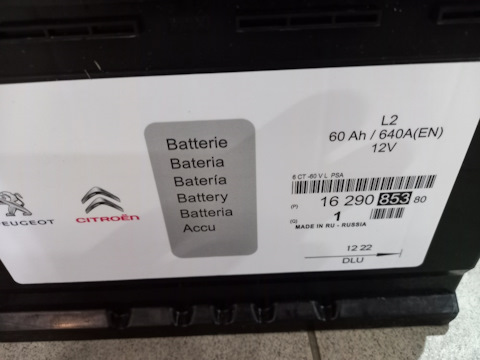 L2
60 Ah / 640A(EN)
12V
Batterie
Bateria
Batería
Battery
Batteria
Accu
PEUGEOT
CITROËN
6 CT -60 V L PSA
(P) 16 290 853 80
(Q) 1
MADE IN RU - RUSSIA
12 22
DLU